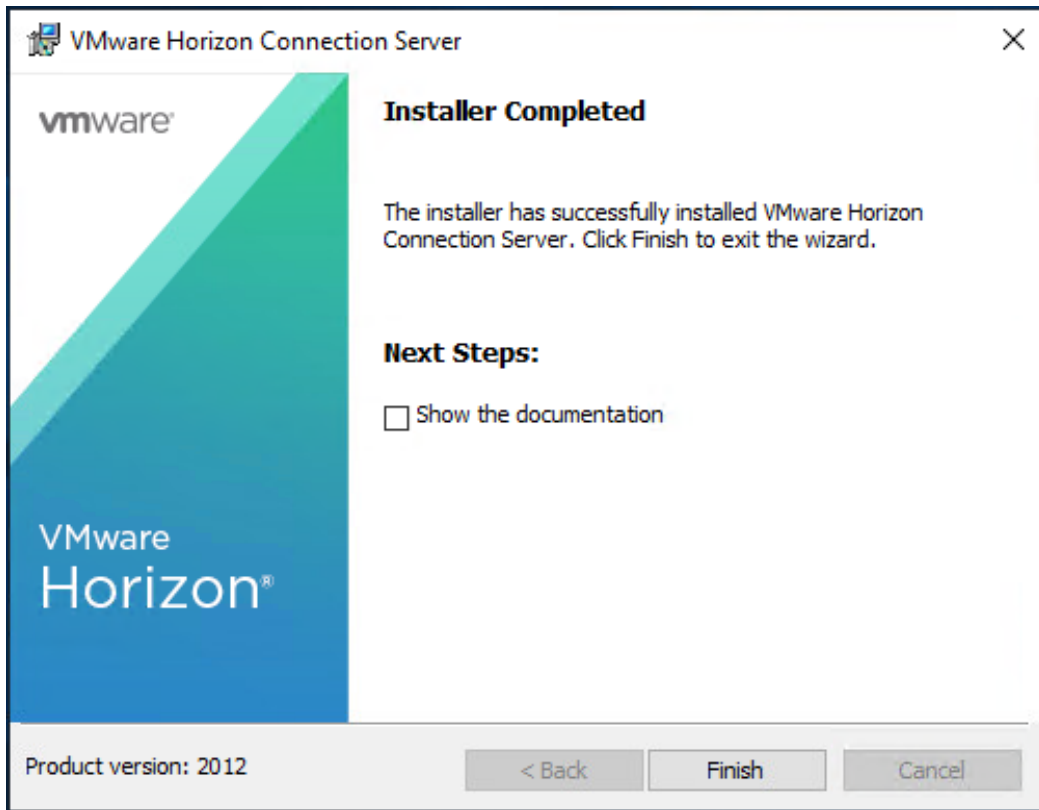 VMware Horizon Connection Server
vmware®
Installer Completed
The installer has successfully installed VMware Horizon
Connection Server. Click Finish to exit the wizard.
Next Steps:
Show the documentation
VMware
Horizon®
Product version: 2012
< Back
Finish
Cancel